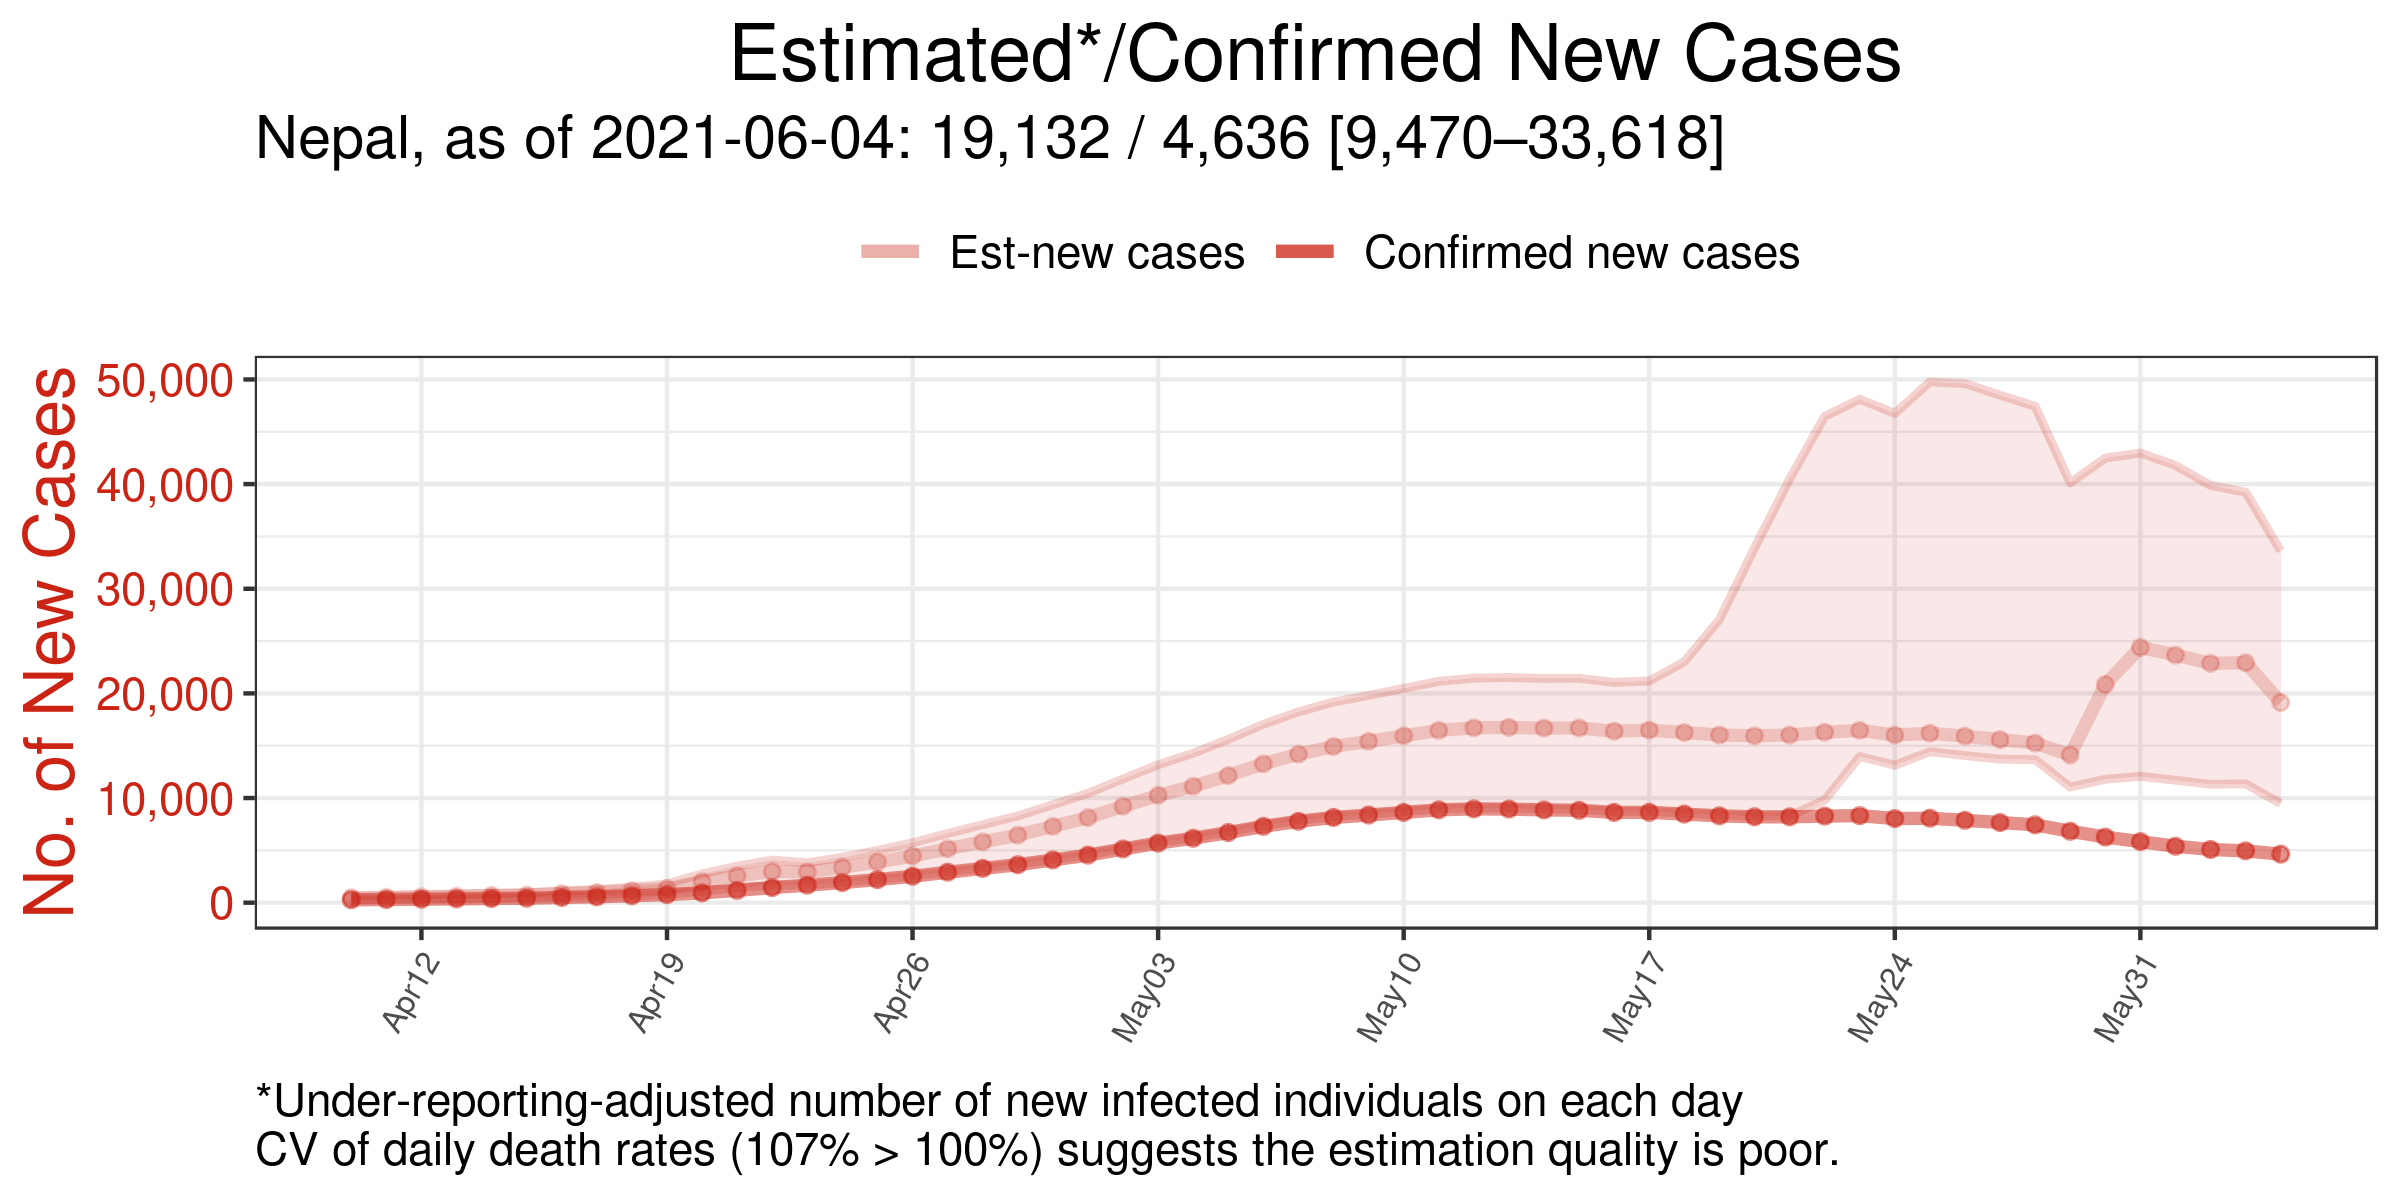 Estimated*/Confirmed New Cases
Nepal, as of 2021-06-04: 19,132 / 4,636 [9,470–33,618]
Est-new cases
Confirmed new cases
No. of New Cases
50,000
40,000
30,000
20,000
10,000
0
Apr12
Apr19
Apr26
May03
May10
May17
May24
May31
*Under-reporting-adjusted number of new infected individuals on each day
CV of daily death rates (107% > 100%) suggests the estimation quality is poor.